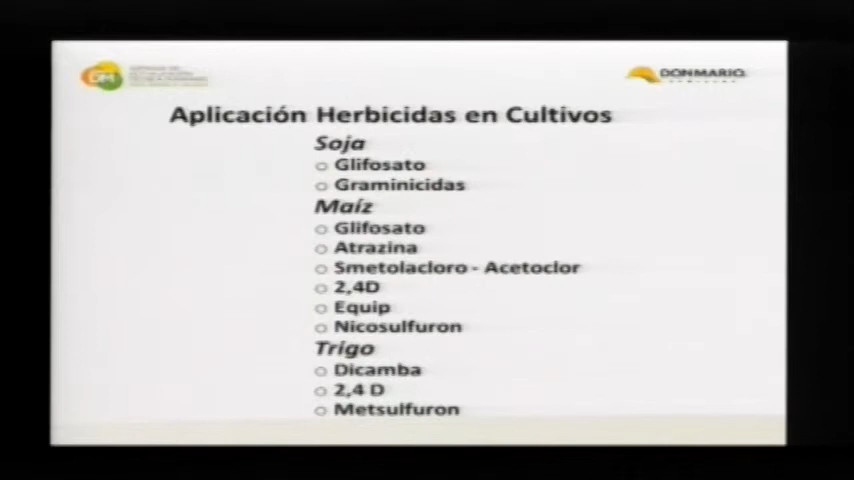 DM
DONMARIO
Aplicación Herbicidas en Cultivos
Soja
Glifosato
Graminicidas
Maíz
Glifosato
Atrazina
Smetolacloro - Acetoclor
2,4D
Equip
Nicosulfuron
Trigo
Dicamba
2,4 D
Metsulfuron